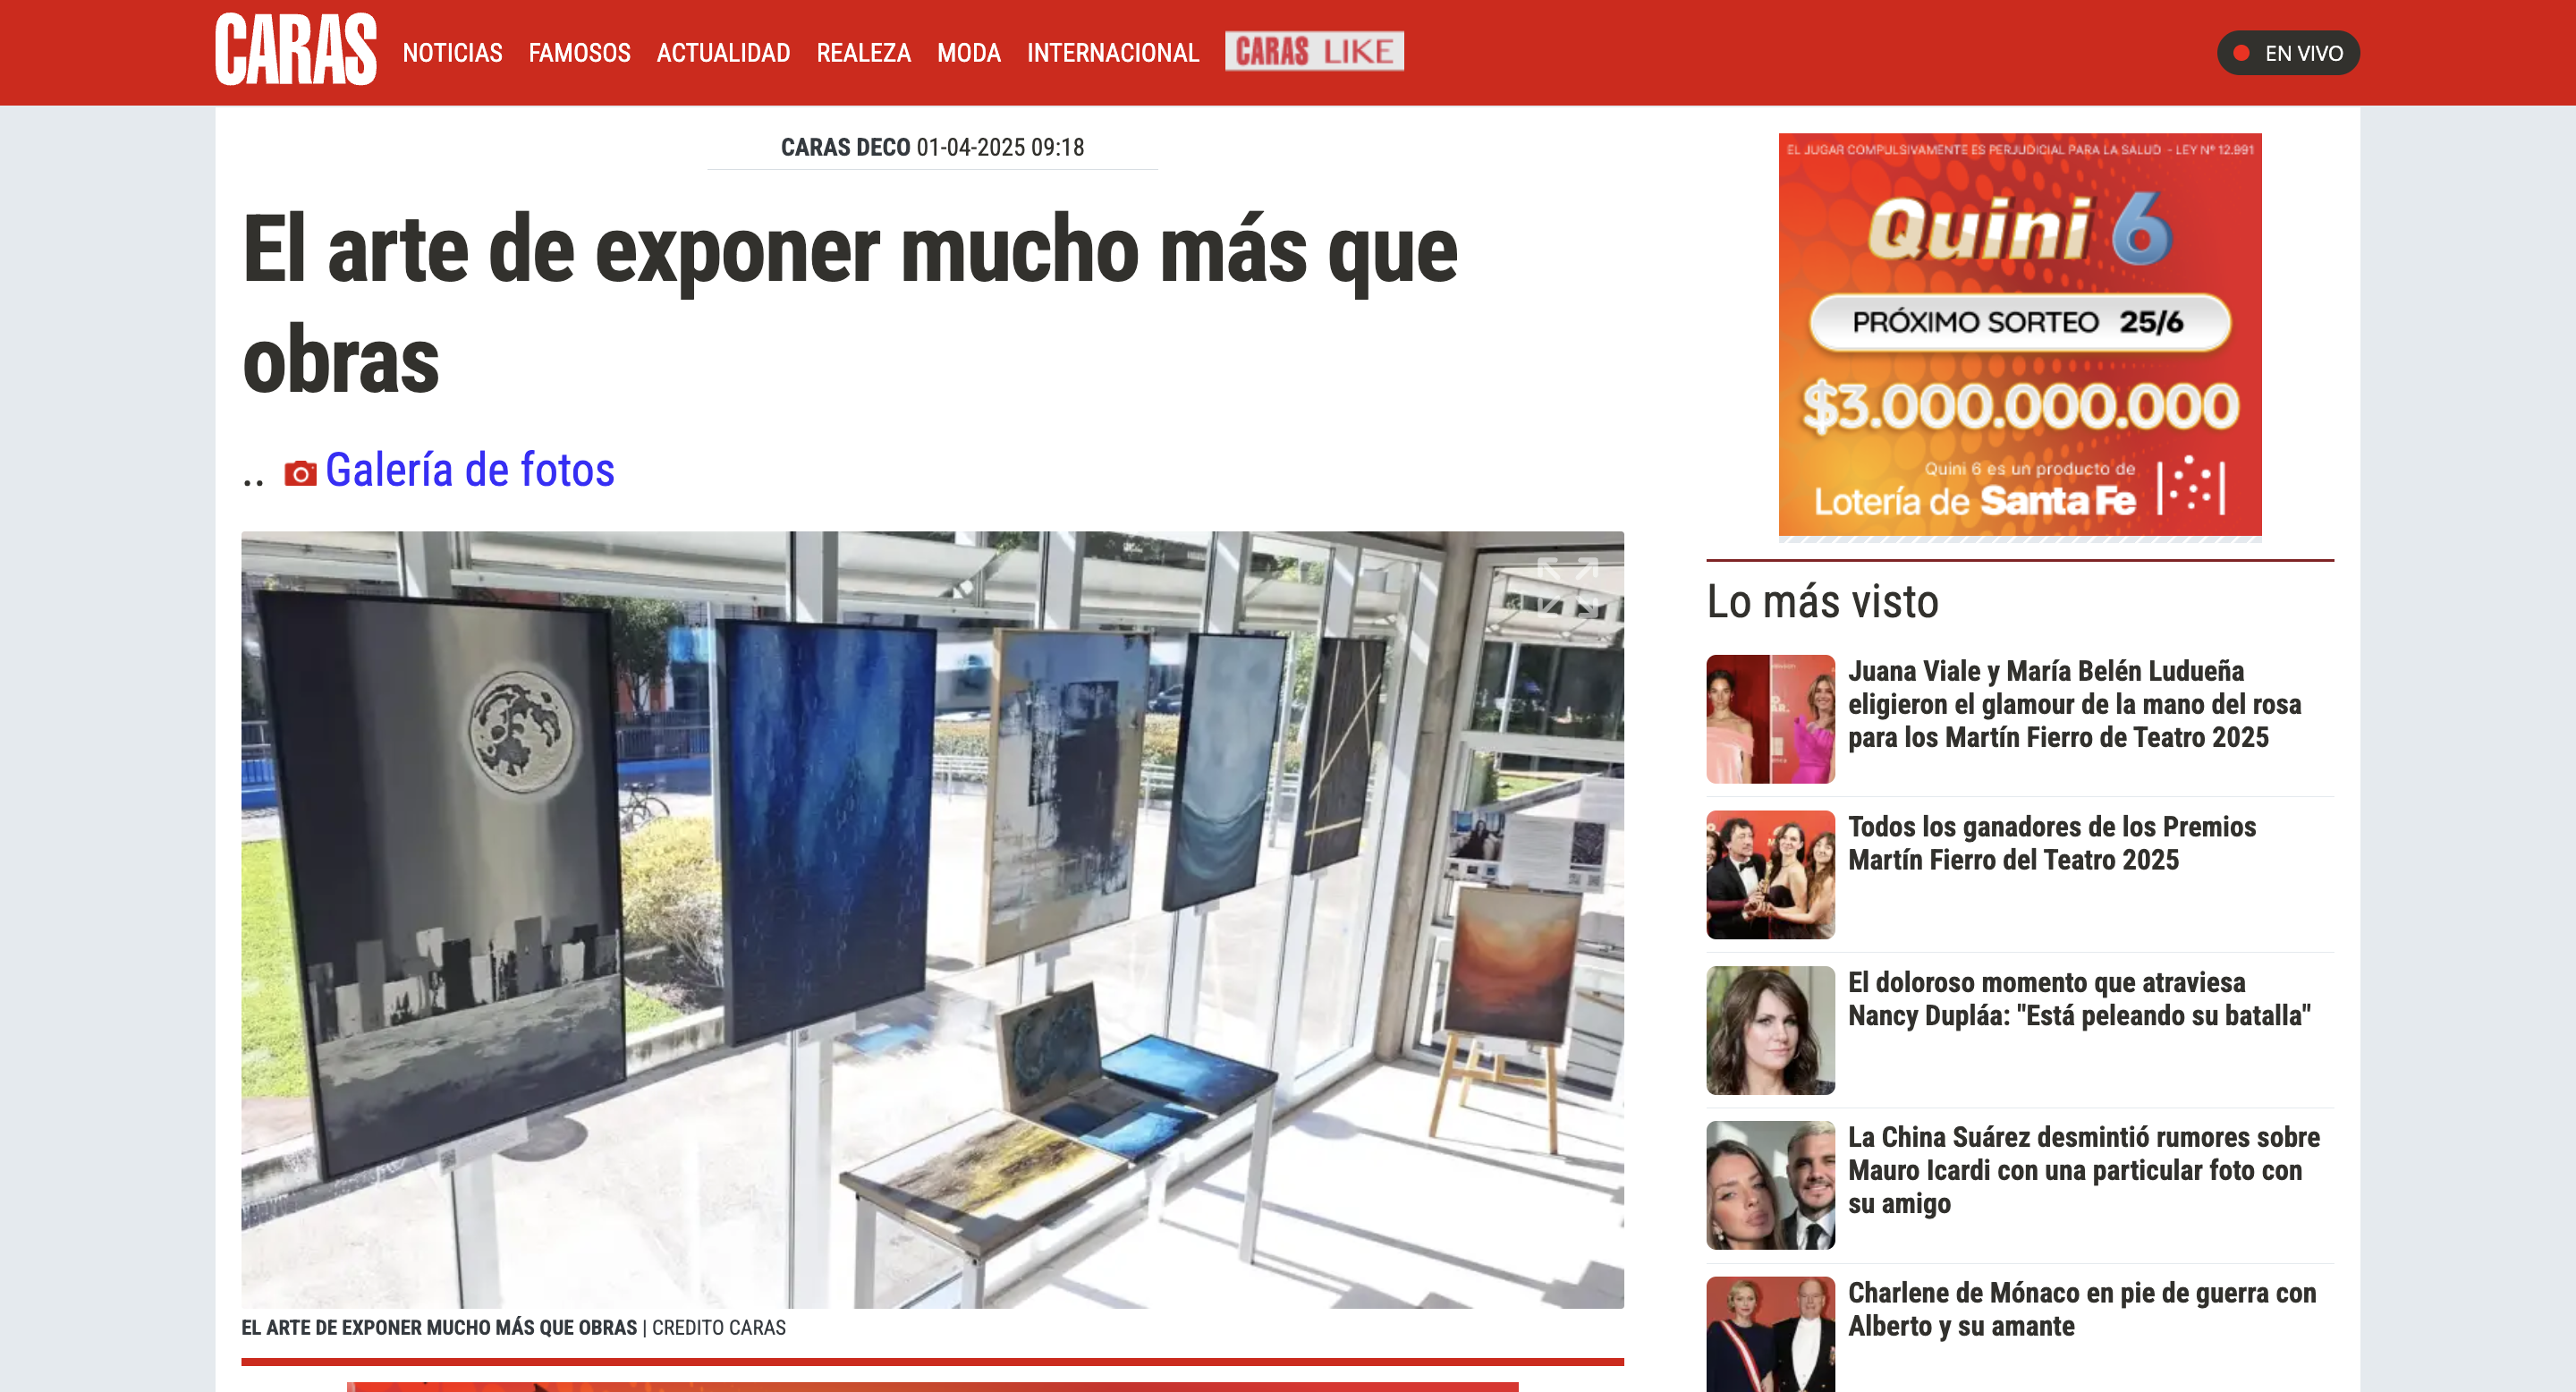 CARAS
NOTICIAS
FAMOSOS
ACTUALIDAD
REALEZA
MODA
INTERNACIONAL
CARAS LIKE
EN VIVO
CARAS DECO 01-04-2025 09:18
El arte de exponer mucho más que
obras
.. Galería de fotos
EL ARTE DE EXPONER MUCHO MÁS QUE OBRAS | CREDITO CARAS
EL JUGAR COMPULSIVAMENTE ES PERJUDICIAL PARA LA SALUD - LEY Nº 12.991
Quini 6
PRÓXIMO SORTEO 25/6
$3.000.000.000
Quini 6 es un producto de
Lotería de Santa Fe
Lo más visto
Juana Viale y María Belén Ludueña
eligieron el glamour de la mano del rosa
para los Martín Fierro de Teatro 2025
Todos los ganadores de los Premios
Martín Fierro del Teatro 2025
El doloroso momento que atraviesa
Nancy Dupláa: "Está peleando su batalla"
La China Suárez desmintió rumores sobre
Mauro Icardi con una particular foto con
su amigo
Charlene de Mónaco en pie de guerra con
Alberto y su amante